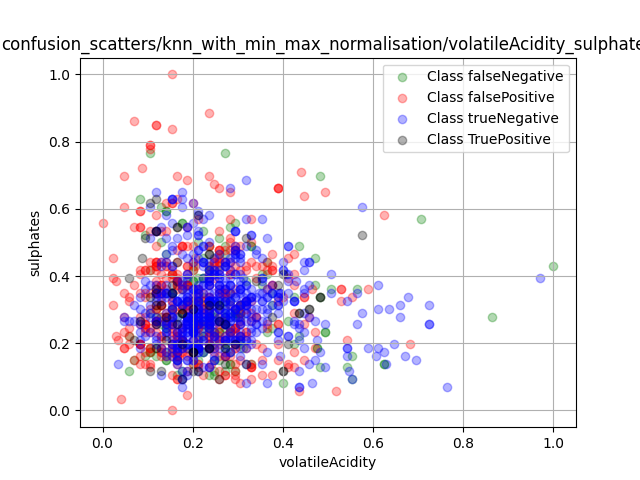 confusion_scatters/knn_with_min_max_normalisation/volatileAcidity_sulphate
Class falseNegative
Class falsePositive
Class trueNegative
Class TruePositive
1.0
0.8
0.6
0.4
0.2
0.0
sulphates
0.0 0.2 0.4 0.6 0.8 1.0
volatileAcidity